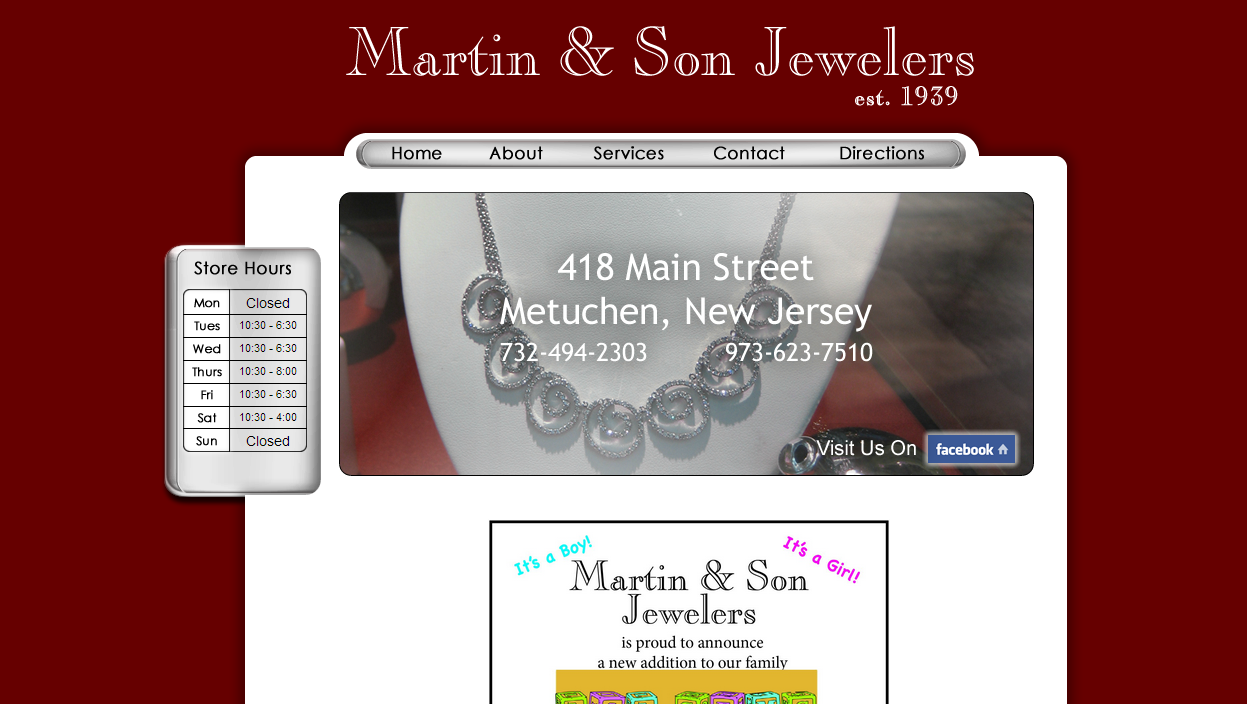 Martin & Son Jewelers
est. 1939
Home About Services Contact Directions
Store Hours
Mon Closed
Tues 10:30 - 6:30
Wed 10:30 - 6:30
Thurs 10:30 - 8:00
Fri 10:30 - 6:30
Sat 10:30 - 4:00
Sun Closed
418 Main Street
Metuchen, New Jersey
732-494-2303 973-623-7510
Visit Us On facebook
It's a Boy! It's a Girl!
Martin & Son
Jewelers
is proud to announce
a new addition to our family